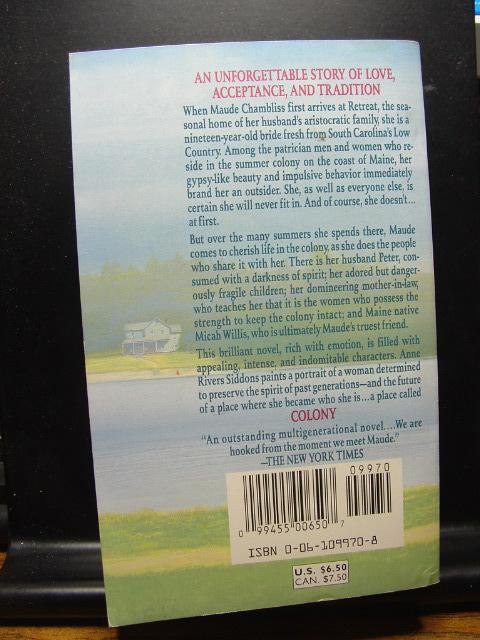 AN UNFORGETTABLE STORY OF LOVE,
ACCEPTANCE, AND TRADITION
When Maude Chambliss first arrives at Retreat, the sea-
sonal home of her husband's aristocratic family, she is a
nineteen-year-old bride fresh from South Carolina's Low
Country. Among the patrician men and women who re-
side in the summer colony on the coast of Maine, her
gypsy-like beauty and impulsive behavior immediately
brand her an outsider. She, as well as everyone else, is
certain she will never fit in. And of course, she doesn't...
at first.
But over the many summers she spends there, Maude
comes to cherish life in the colony, as she does the people
who share it with her. There is her husband Peter, con-
sumed with a darkness of spirit; her adored but danger-
ously fragile children; her domineering mother-in-law,
who teaches her that it is the women who possess the
strength to keep the colony intact; and Maine native
Micah Willis, who is ultimately Maude's truest friend.
This brilliant novel, rich with emotion, is filled with
appealing, intense, and indomitable characters. Anne
Rivers Siddons paints a portrait of a woman determined
to preserve the spirit of past generations—and the future
of a place where she became who she is...a place called
COLONY
"An outstanding multigenerational novel....We are
hooked from the moment we meet Maude."
—THE NEW YORK TIMES
09970
0 99455 00650 7
ISBN 0-06-109970-8
U.S. $6.50
CAN. $7.50